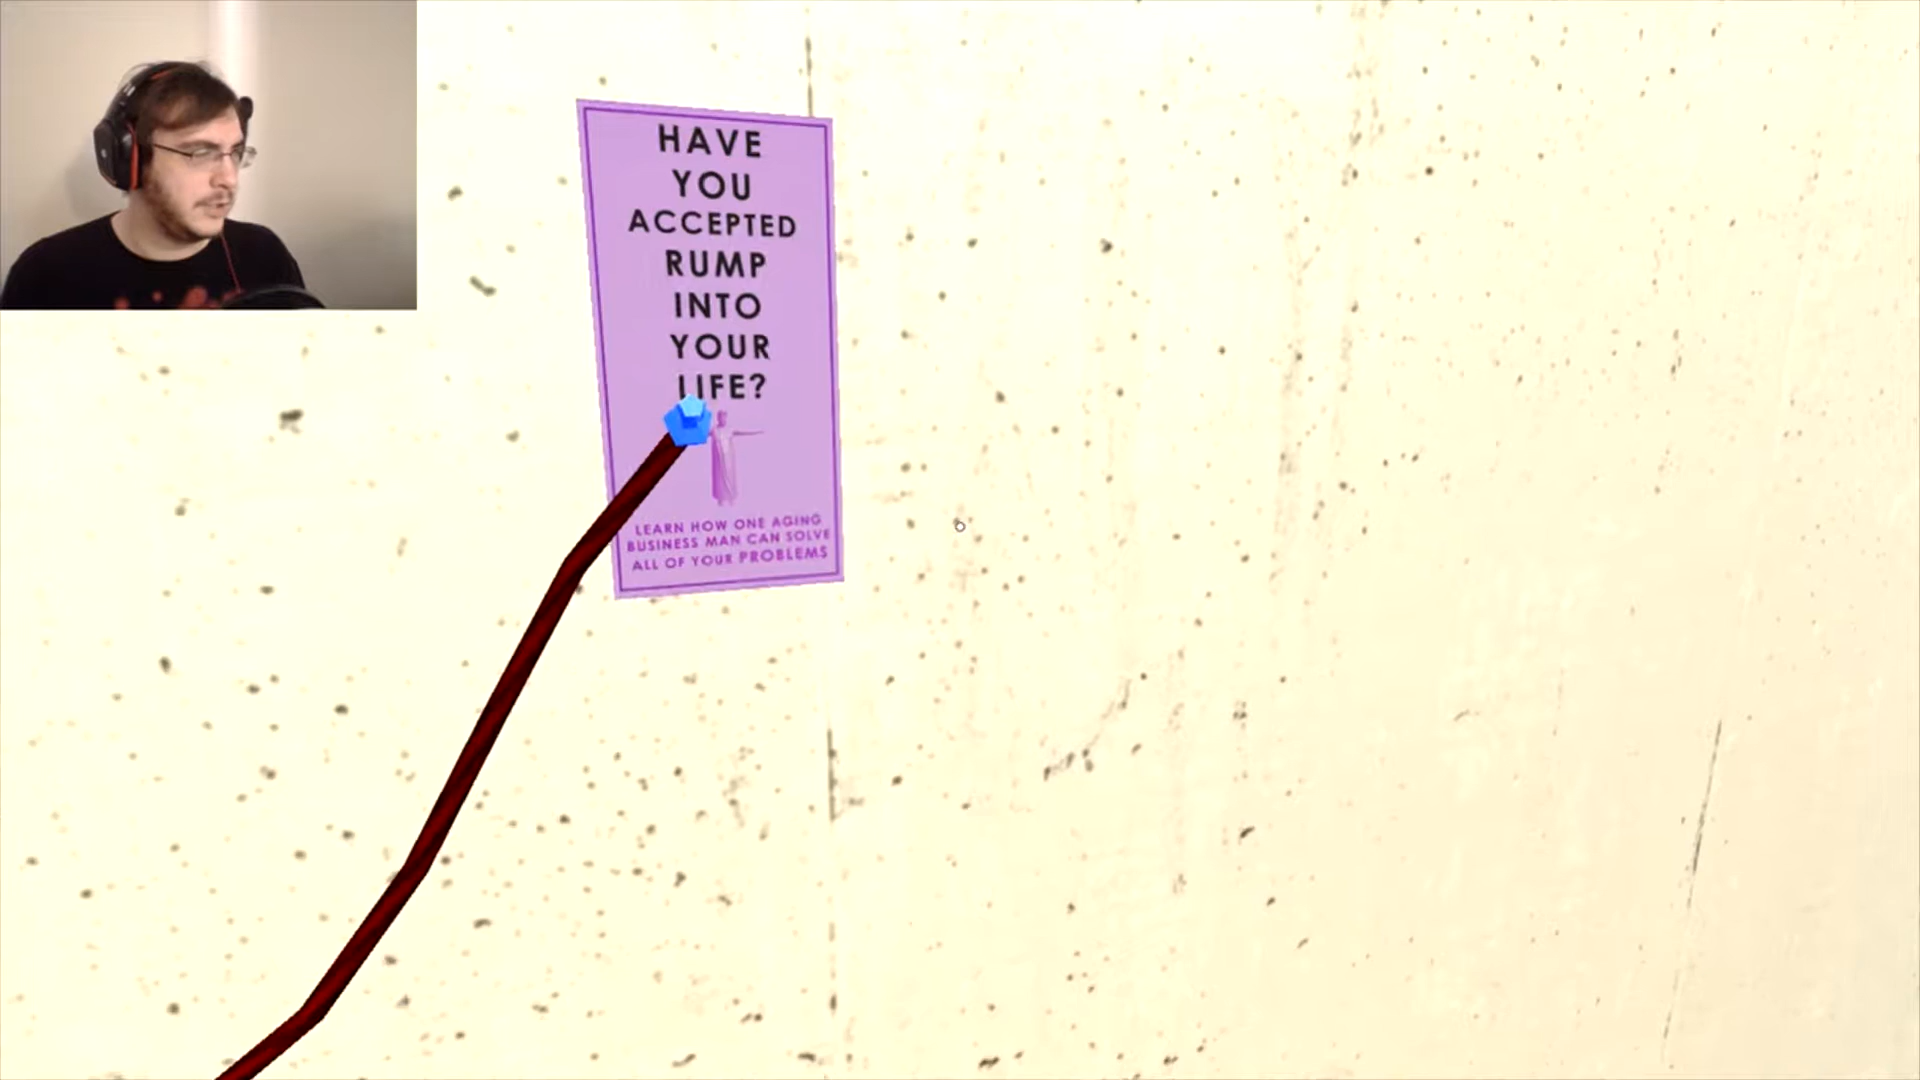 HAVE
YOU
ACCEPTED
RUMP
INTO
YOUR
LIFE?
LEARN HOW ONE AGING
BUSINESS MAN CAN SOLVE
ALL OF YOUR PROBLEMS